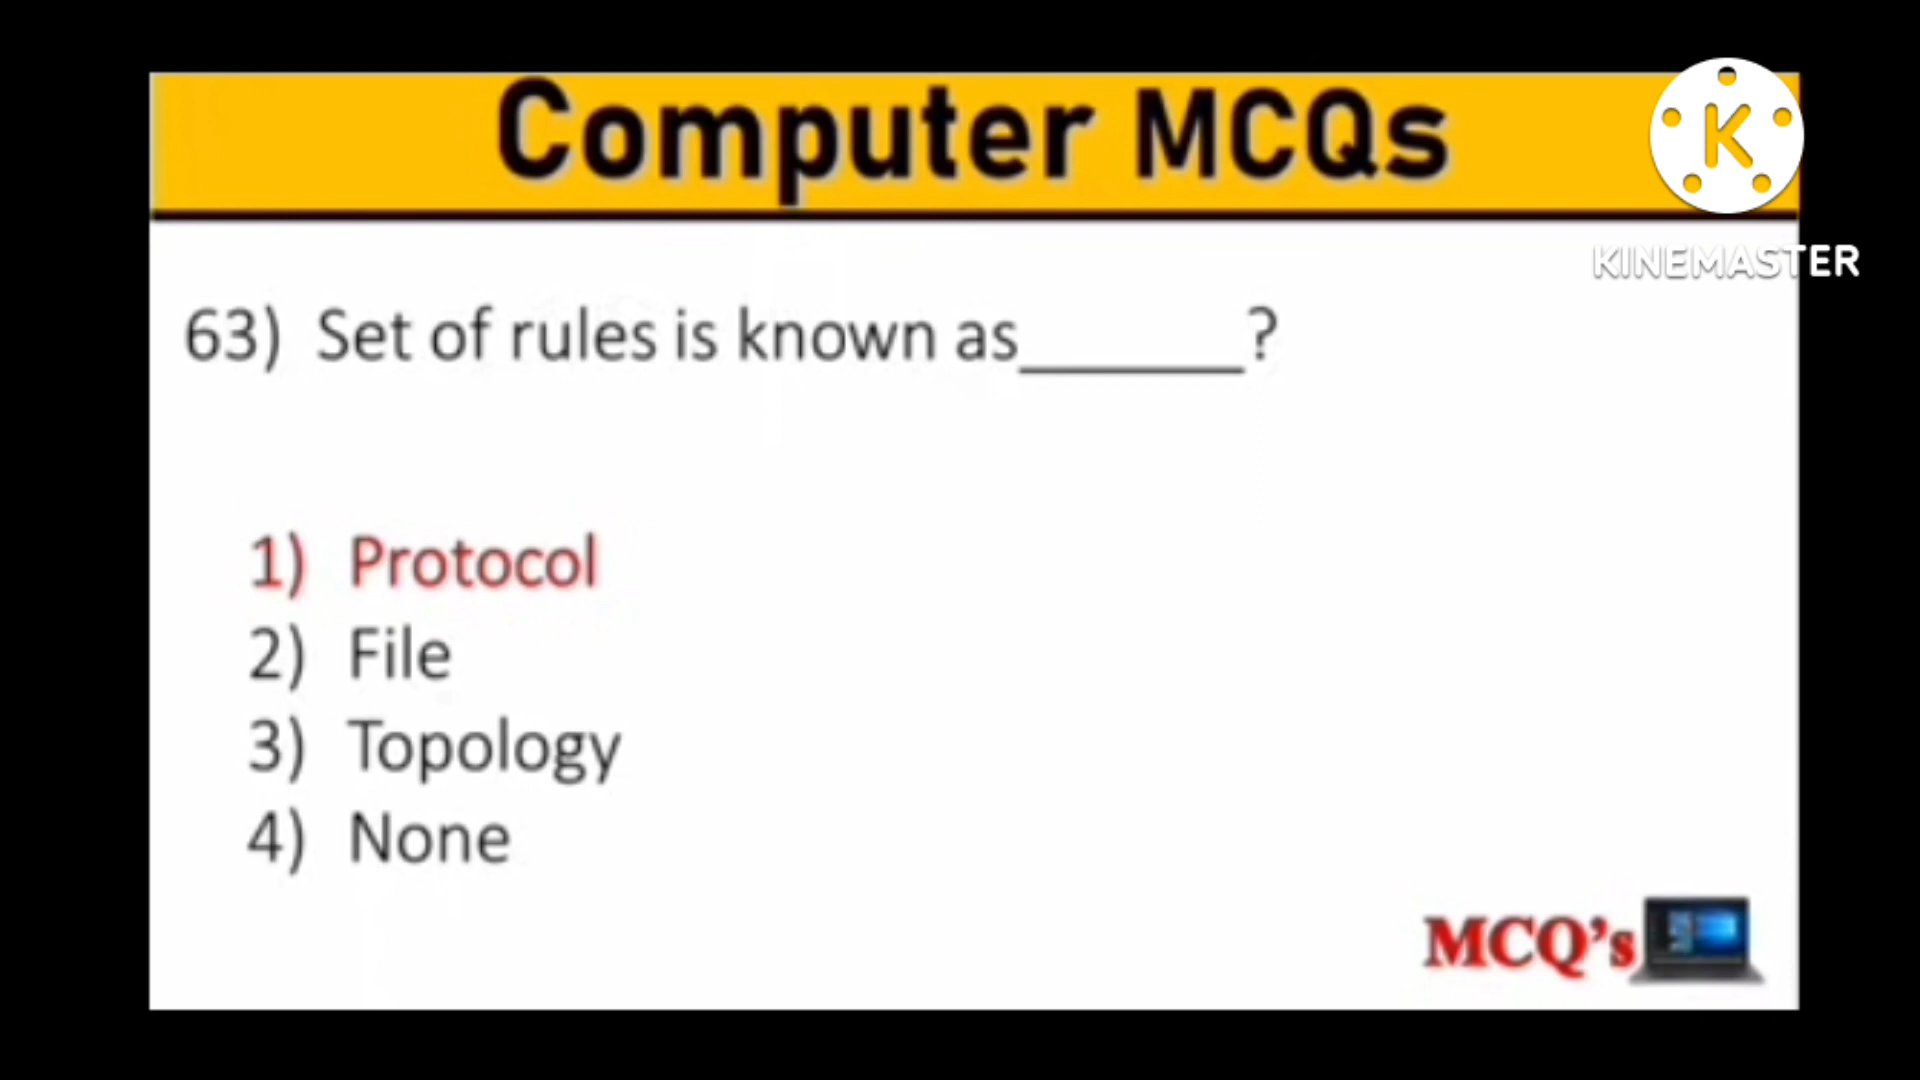 Computer MCQs
K
KINEMASTER
63) Set of rules is known as_______?
1) Protocol
2) File
3) Topology
4) None
MCQ's